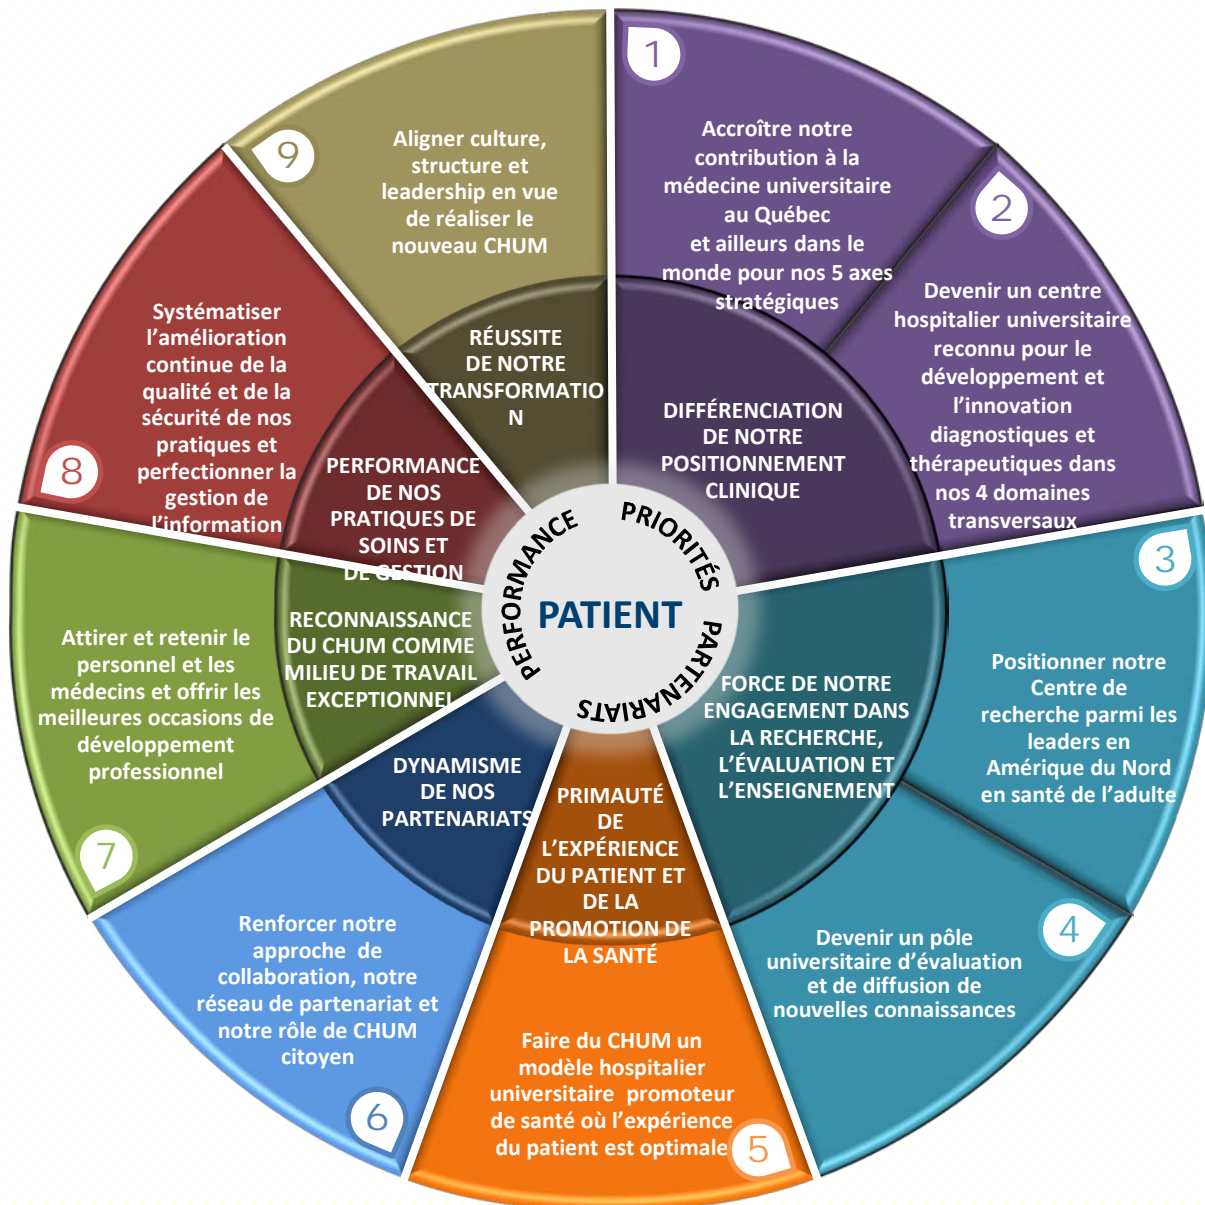 1
Accroître notre
contribution à la
médecine universitaire
au Québec
et ailleurs dans le
monde pour nos 5 axes
stratégiques
2
Devenir un centre
hospitalier universitaire
reconnu pour le
développement et
l'innovation
diagnostiques et
thérapeutiques dans
nos 4 domaines
transversaux
DIFFÉRENCIATION
DE NOTRE
POSITIONNEMENT
CLINIQUE
3
Positionner notre
Centre de
recherche parmi les
leaders en
Amérique du Nord
en santé de l'adulte
4
Devenir un pôle
universitaire d'évaluation
et de diffusion de
nouvelles connaissances
FORCE DE NOTRE
ENGAGEMENT DANS
LA RECHERCHE,
L'ÉVALUATION ET
L'ENSEIGNEMENT
PRIMAUTÉ
DE
L'EXPÉRIENCE
DU PATIENT ET
DE LA
PROMOTION DE
LA SANTÉ
Faire du CHUM un
modèle hospitalier
universitaire  promoteur
de santé où l'expérience
du patient est optimale
5
DYNAMISME
DE NOS
PARTENARIATS
Renforcer notre
approche  de
collaboration, notre
réseau de partenariat et
notre rôle de CHUM
citoyen
6
RECONNAISSANCE
DU CHUM COMME
MILIEU DE TRAVAIL
EXCEPTIONNEL
Attirer et retenir le
personnel et les
médecins et offrir les
meilleures occasions de
développement
professionnel
7
PERFORMANCE
DE NOS
PRATIQUES DE
SOINS ET
DE GESTION
Systématiser
l'amélioration
continue de la
qualité et de la
sécurité de nos
pratiques et
perfectionner la
gestion de
l'information
8
9
Aligner culture,
structure et
leadership en vue
de réaliser le
nouveau CHUM
RÉUSSITE
DE NOTRE
TRANSFORMATIO
N
PERFORMANCE
PRIORITÉS
PARTENARIATS
PATIENT